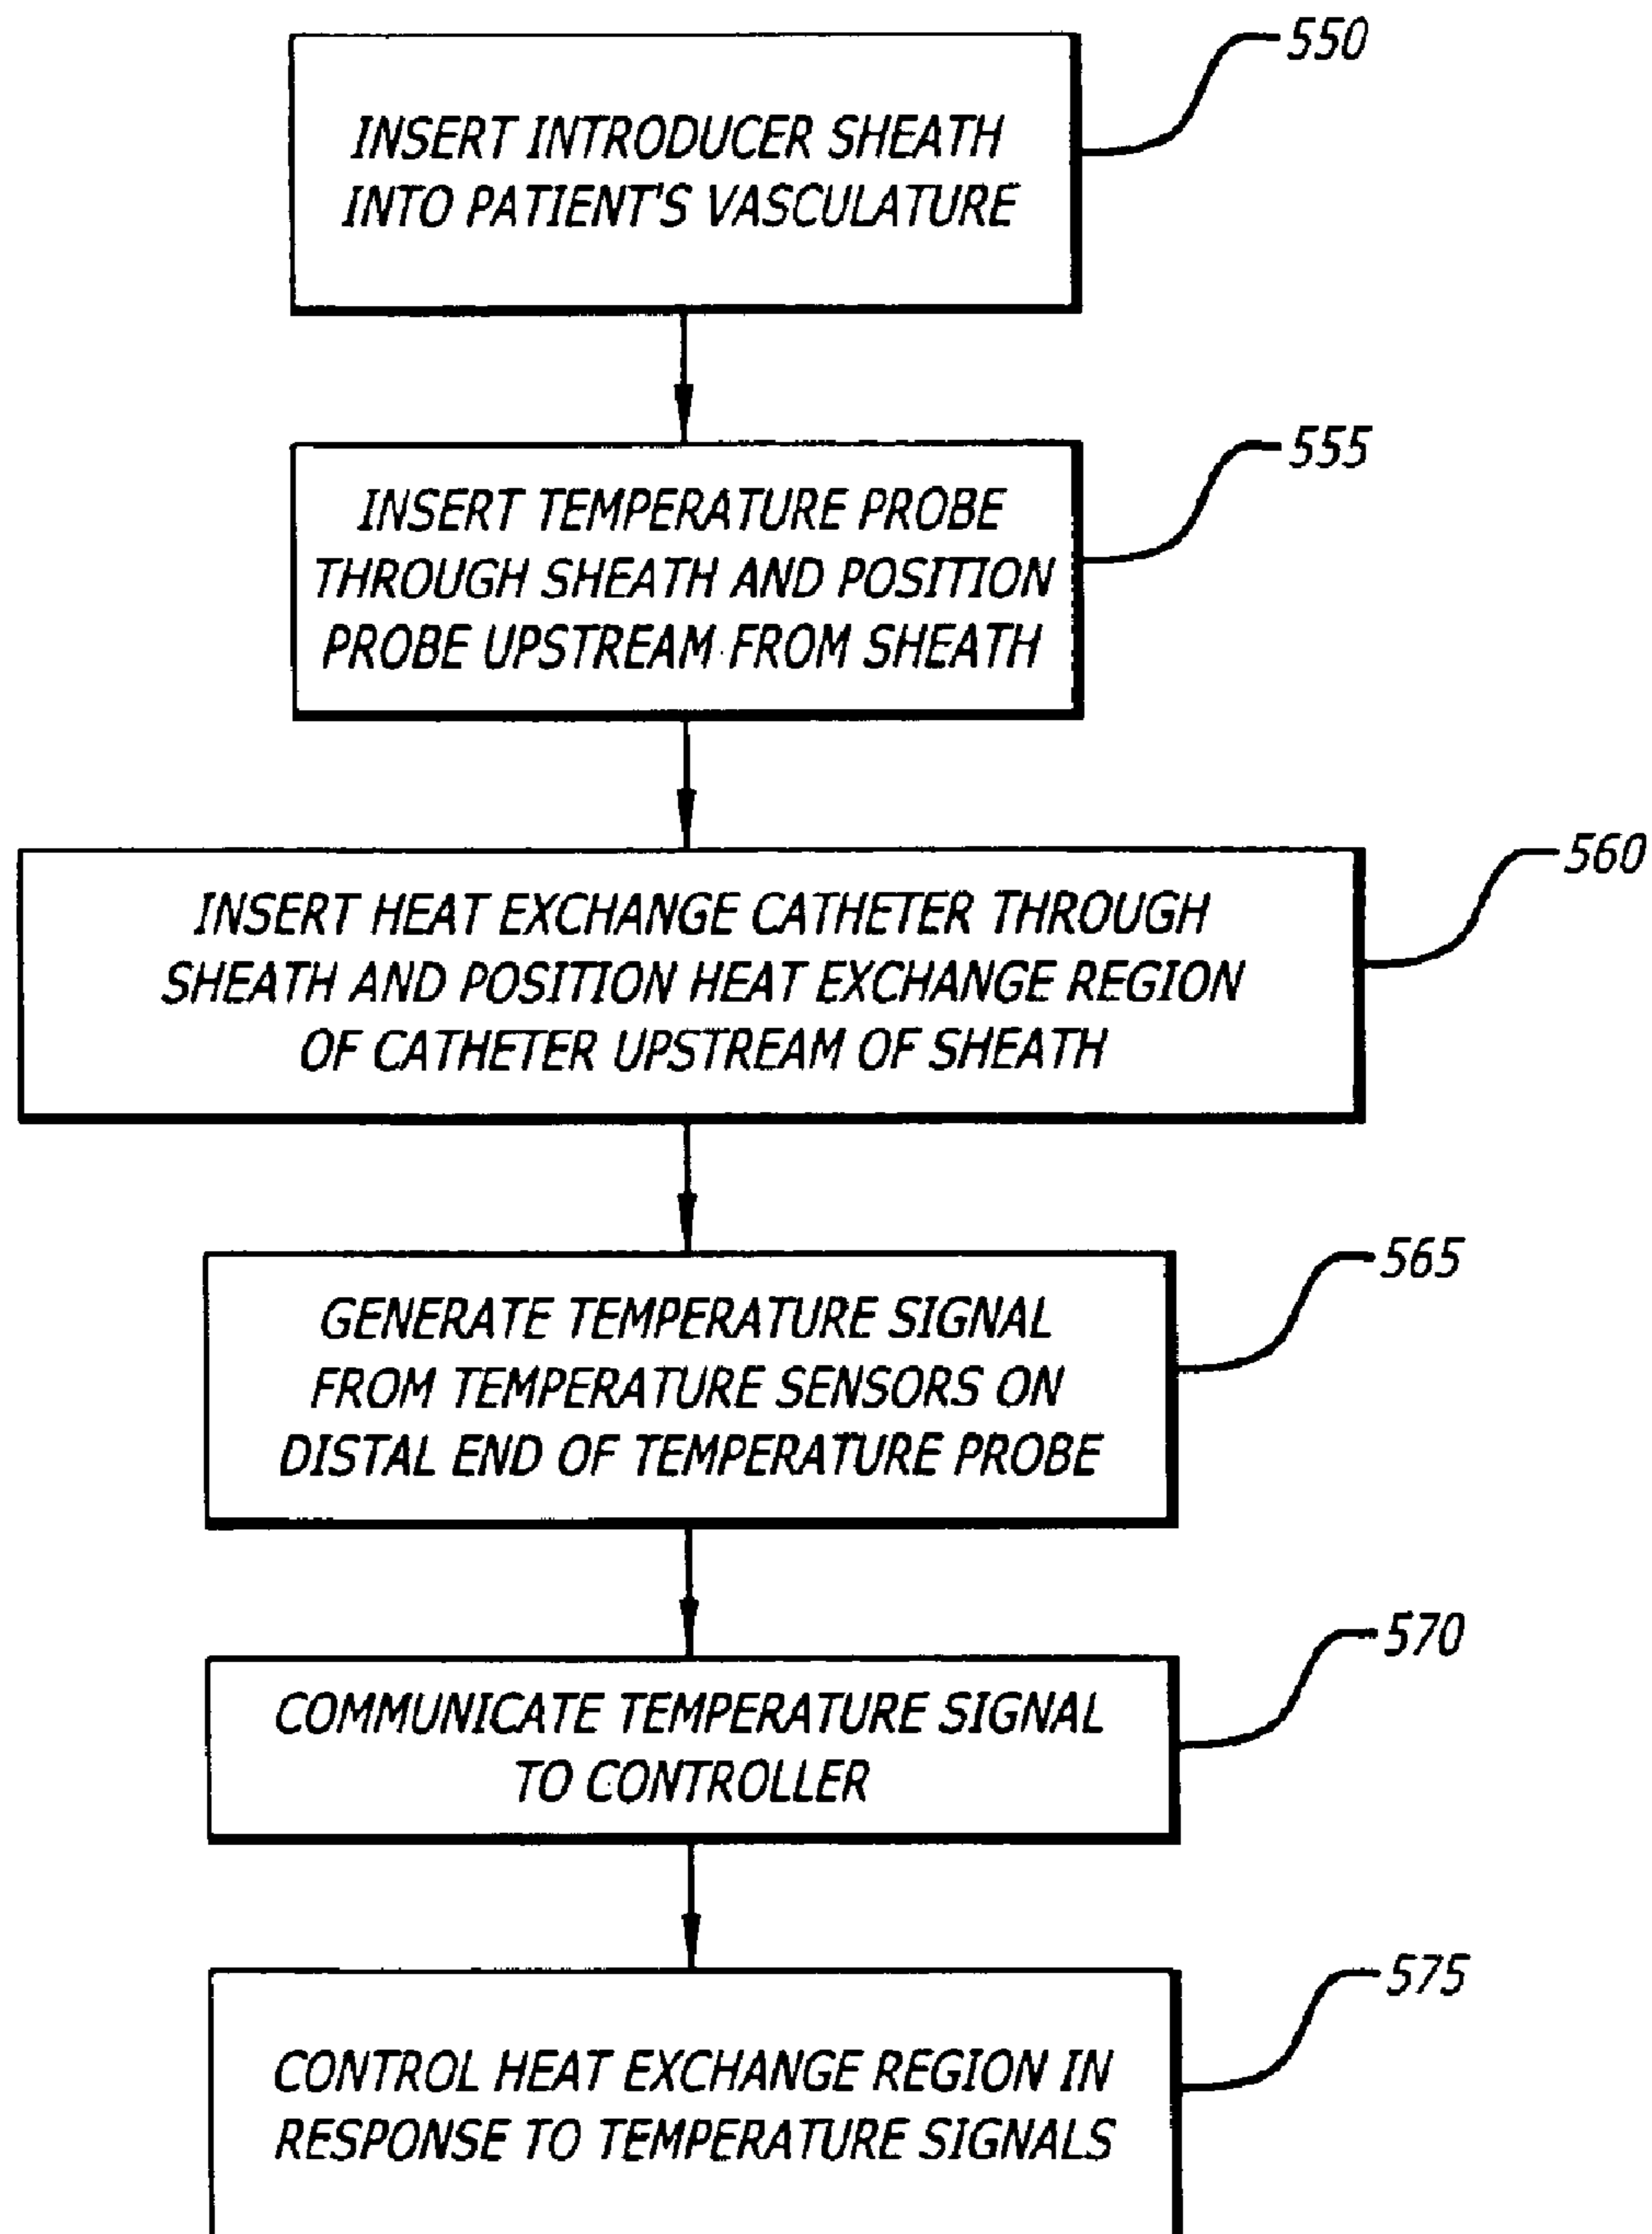 550
INSERT INTRODUCER SHEATH
INTO PATIENT'S VASCULATURE
555
INSERT TEMPERATURE PROBE
THROUGH SHEATH AND POSITION
PROBE UPSTREAM FROM SHEATH
560
INSERT HEAT EXCHANGE CATHETER THROUGH
SHEATH AND POSITION HEAT EXCHANGE REGION
OF CATHETER UPSTREAM OF SHEATH
565
GENERATE TEMPERATURE SIGNAL
FROM TEMPERATURE SENSORS ON
DISTAL END OF TEMPERATURE PROBE
570
COMMUNICATE TEMPERATURE SIGNAL
TO CONTROLLER
575
CONTROL HEAT EXCHANGE REGION IN
RESPONSE TO TEMPERATURE SIGNALS